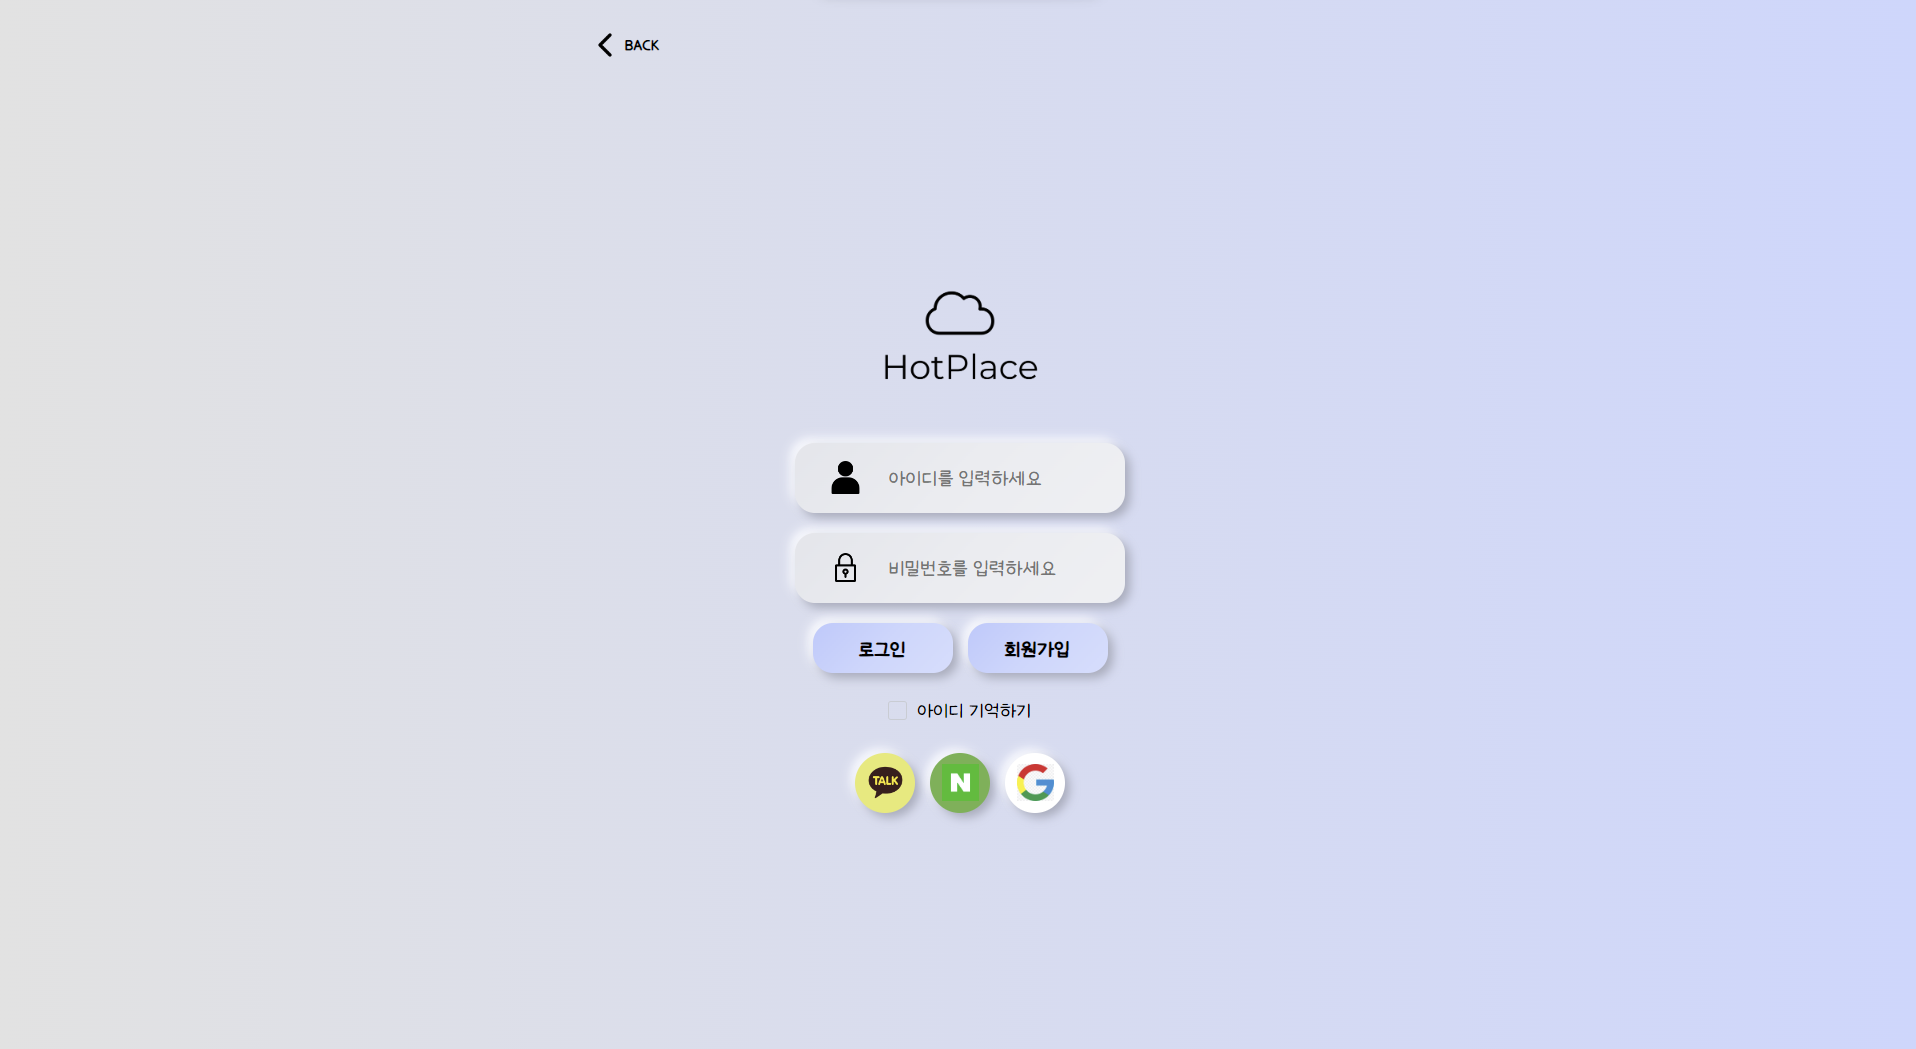 BACK
HotPlace
아이디를 입력하세요
비밀번호를 입력하세요
로그인
회원가입
아이디 기억하기
TALK
N
G